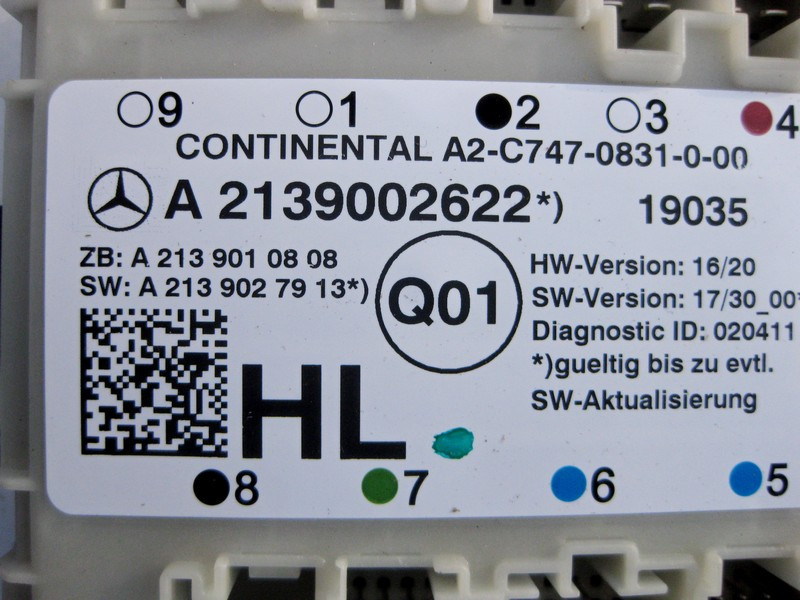 9 1 2 3 4
CONTINENTAL A2-C747-0831-0-00
A 2139002622*) 19035
ZB: A 213 901 08 08
SW: A 213 902 79 13*)
Q01
HW-Version: 16/20
SW-Version: 17/30_00*
Diagnostic ID: 020411
*)gueltig bis zu evtl.
SW-Aktualisierung
HL
8 7 6 5